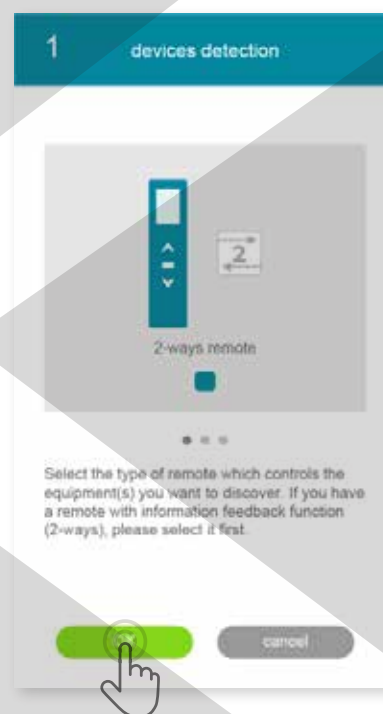 1
devices detection
2
2-ways remote
Select the type of remote which controls the
equipment(s) you want to discover. If you have
a remote with information feedback function
(2-ways), please select it first.
OK
cancel